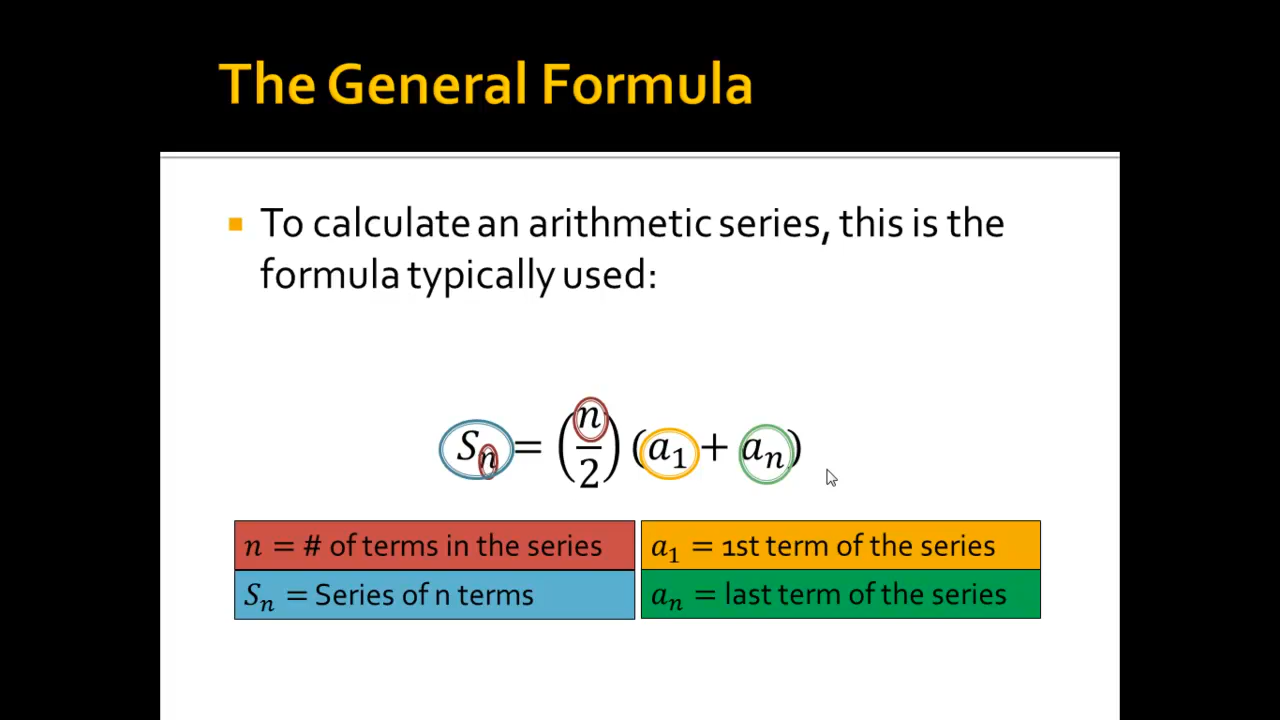 The General Formula
To calculate an arithmetic series, this is the
formula typically used:
Sₙ = (n/2) (a₁ + aₙ)
n = # of terms in the series
a₁ = 1st term of the series
Sₙ = Series of n terms
aₙ = last term of the series